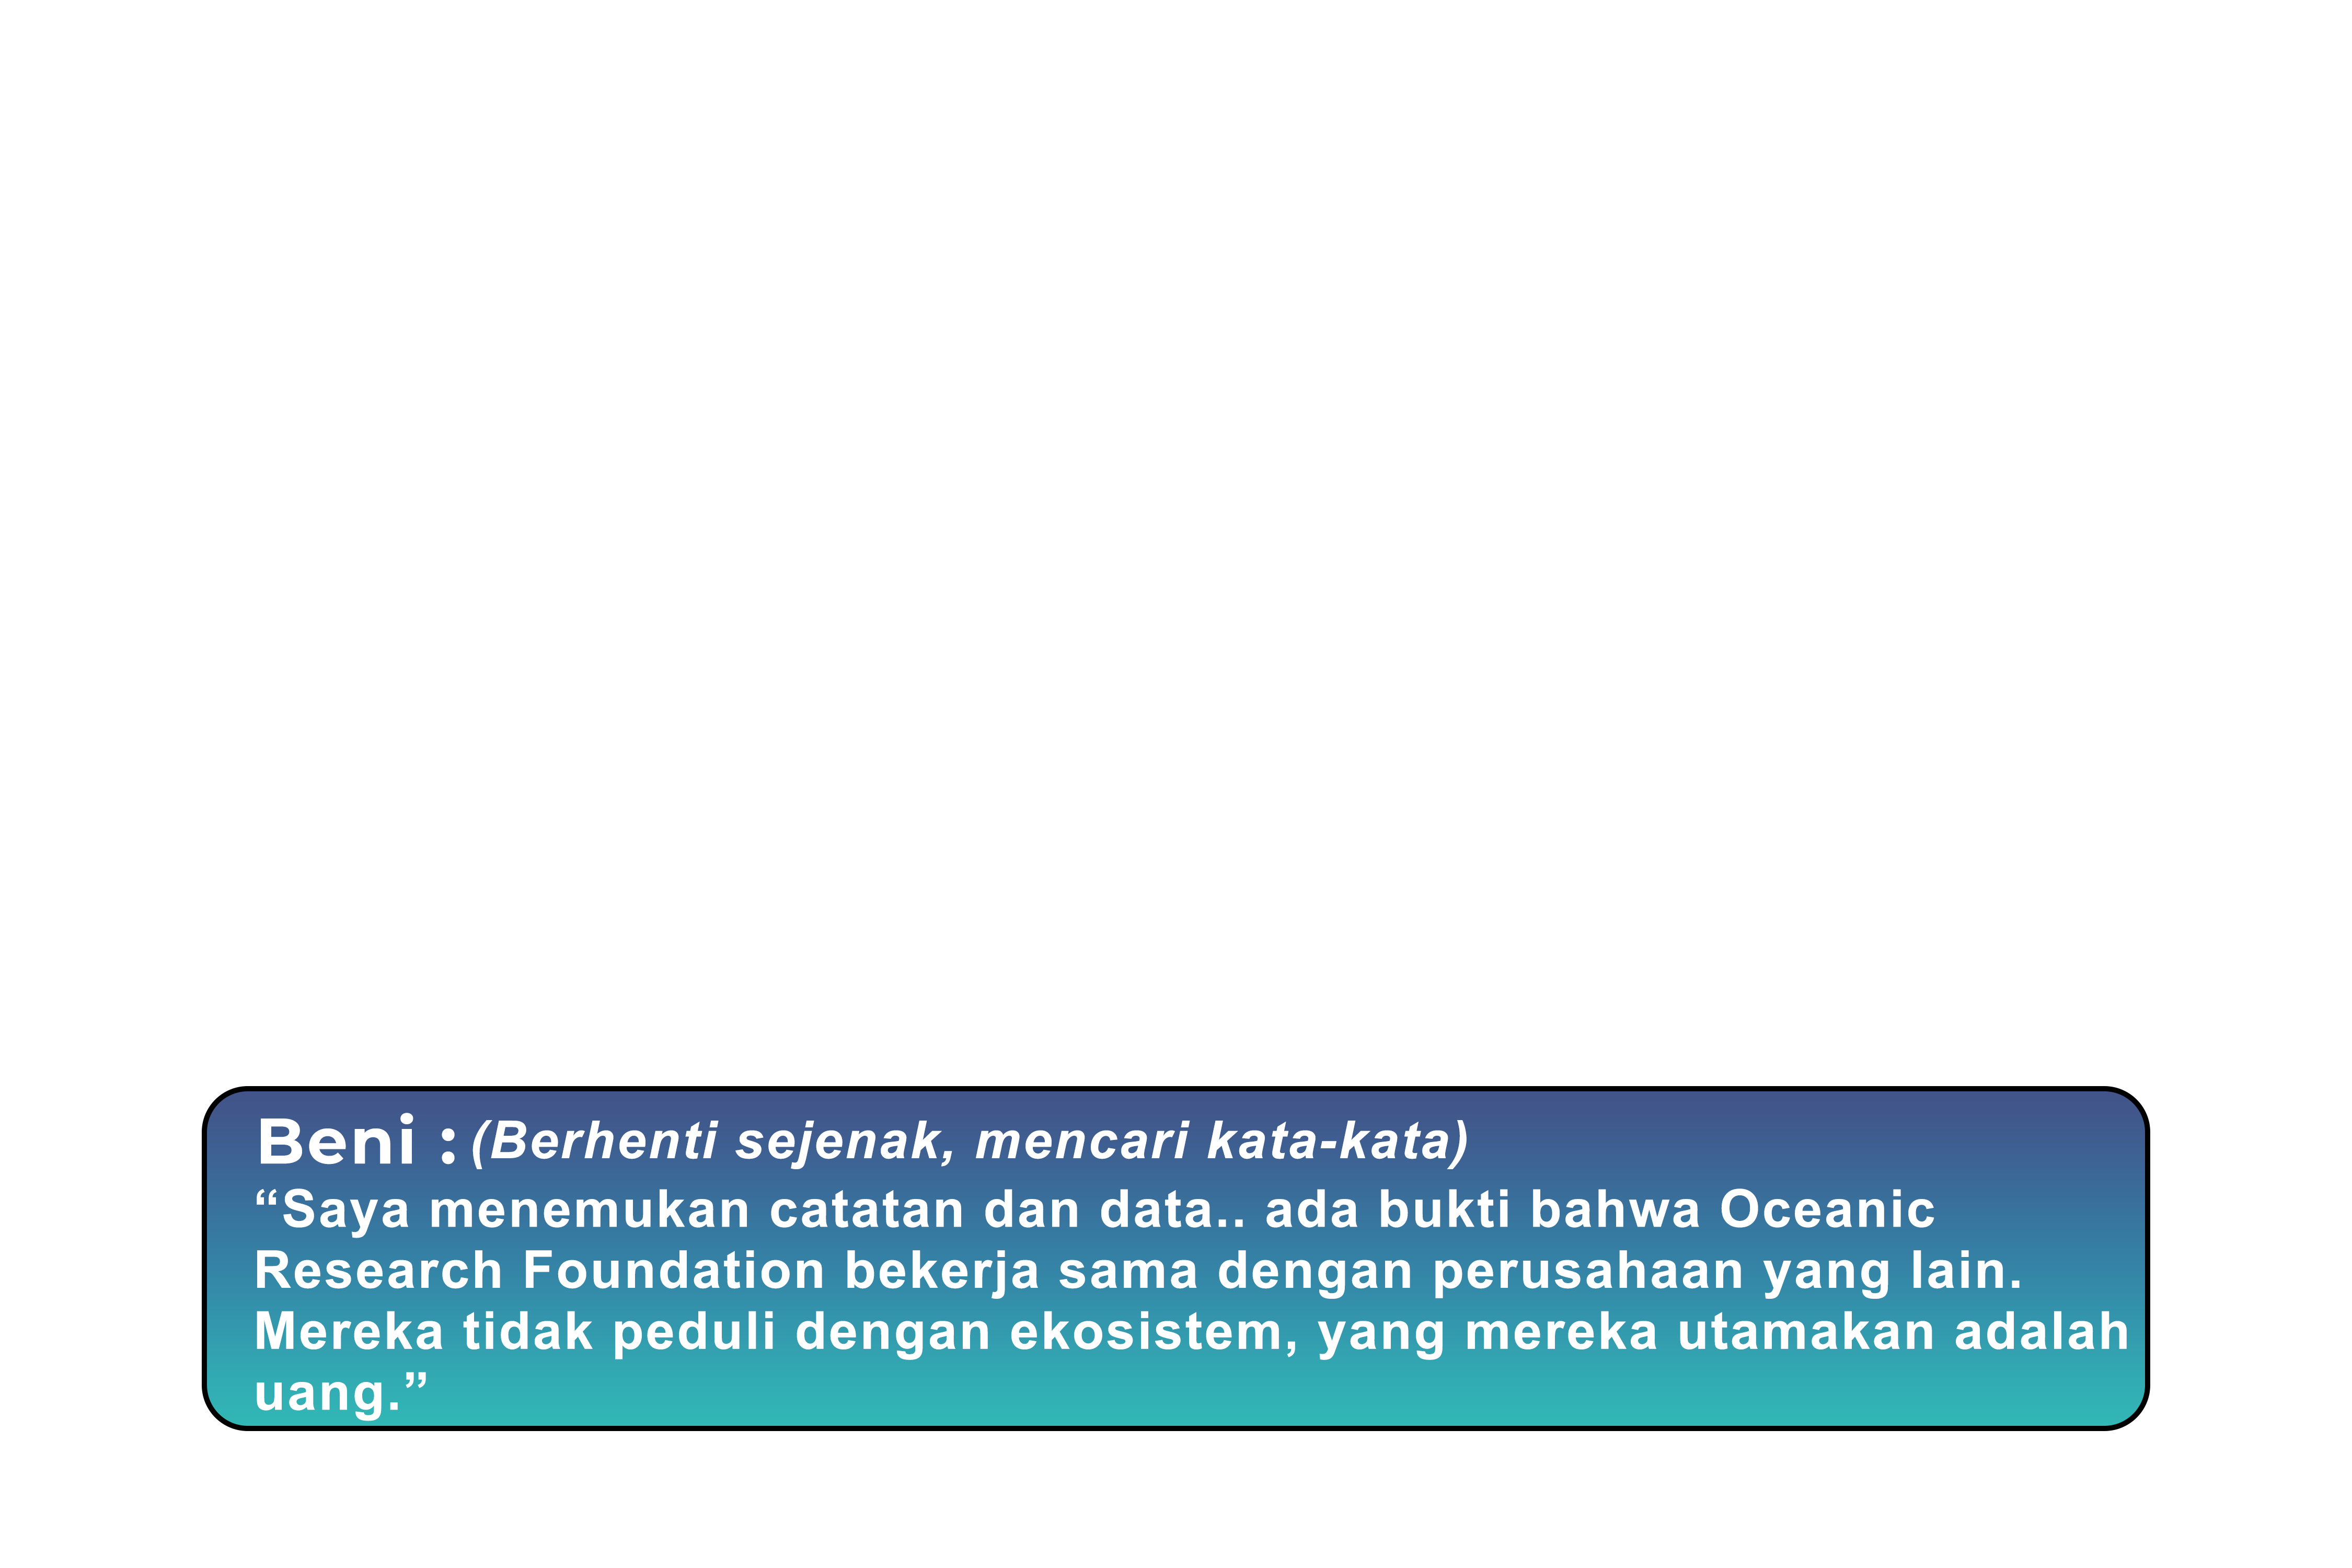 Beni : (Berhenti sejenak, mencari kata-kata)
“Saya menemukan catatan dan data.. ada bukti bahwa Oceanic
Research Foundation bekerja sama dengan perusahaan yang lain.
Mereka tidak peduli dengan ekosistem, yang mereka utamakan adalah
uang.”